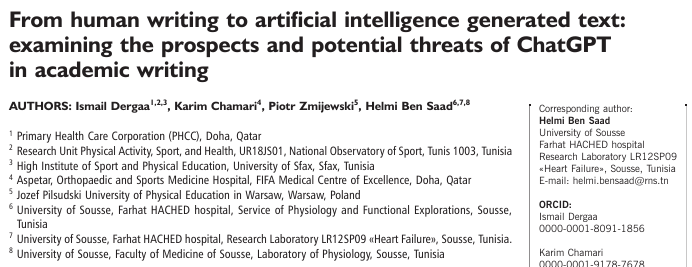 From human writing to artificial intelligence generated text:
examining the prospects and potential threats of ChatGPT
in academic writing
AUTHORS: Ismail Dergaa1,2,3, Karim Chamari4, Piotr Zmijewski5, Helmi Ben Saad6,7,8
1 Primary Health Care Corporation (PHCC), Doha, Qatar
2 Research Unit Physical Activity, Sport, and Health, UR18JS01, National Observatory of Sport, Tunis 1003, Tunisia
3 High Institute of Sport and Physical Education, University of Sfax, Sfax, Tunisia
4 Aspetar, Orthopaedic and Sports Medicine Hospital, FIFA Medical Centre of Excellence, Doha, Qatar
5 Jozef Pilsudski University of Physical Education in Warsaw, Warsaw, Poland
6 University of Sousse, Farhat HACHED hospital, Service of Physiology and Functional Explorations, Sousse,
Tunisia
7 University of Sousse, Farhat HACHED hospital, Research Laboratory LR12SP09 «Heart Failure», Sousse, Tunisia.
8 University of Sousse, Faculty of Medicine of Sousse, Laboratory of Physiology, Sousse, Tunisia
Corresponding author:
Helmi Ben Saad
University of Sousse
Farhat HACHED hospital
Research Laboratory LR12SP09
«Heart Failure», Sousse, Tunisia
E-mail: helmi.bensaad@rns.tn
ORCID:
Ismail Dergaa
0000-0001-8091-1856
Karim Chamari
0000-0001-9178-7678